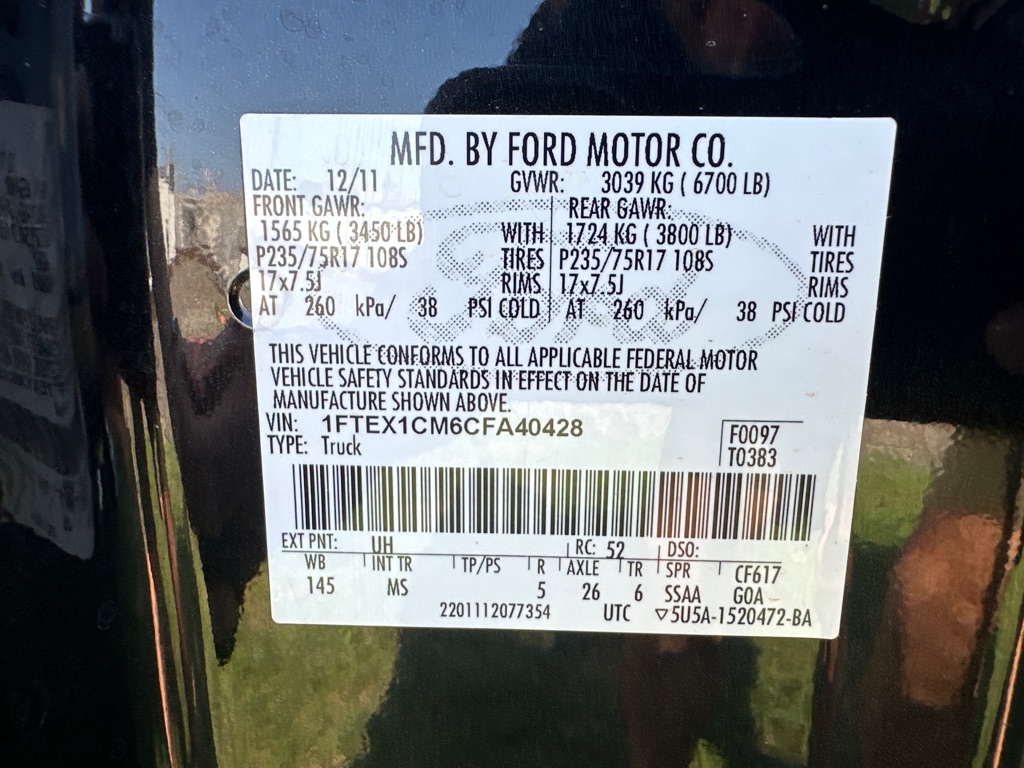 MFD. BY FORD MOTOR CO.
DATE: 12/11 GVWR: 3039 KG ( 6700 LB)
FRONT GAWR: REAR GAWR:
1565 KG ( 3450 LB) WITH 1724 KG ( 3800 LB) WITH
P235/75R17 108S TIRES P235/75R17 108S TIRES
17x7.5J RIMS 17x7.5J RIMS
AT 260 kPa/ 38 PSI COLD AT 260 kPa/ 38 PSI COLD
THIS VEHICLE CONFORMS TO ALL APPLICABLE FEDERAL MOTOR
VEHICLE SAFETY STANDARDS IN EFFECT ON THE DATE OF
MANUFACTURE SHOWN ABOVE.
VIN: 1FTEX1CM6CFA40428 F0097
TYPE: Truck T0383
EXT PNT: UH RC: 52 DSO:
WB INT TR TP/PS R AXLE TR SPR CF617
145 MS 5 26 6 SSAA GOA
2201112077354 UTC ▽5U5A-1520472-BA
Ford